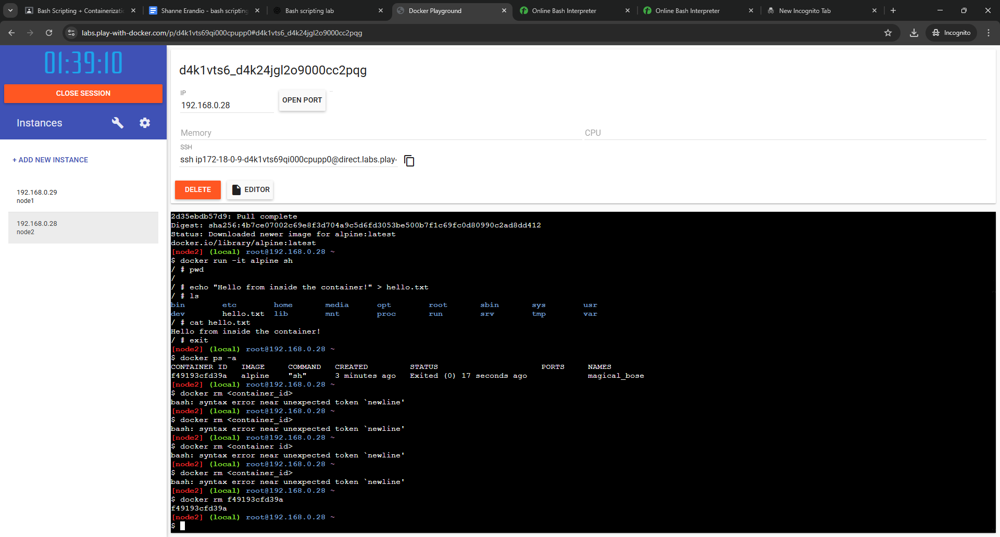 Bash Scripting + Containerizatio
Shanne Erandio - bash scripting
Bash scripting lab
Docker Playground
Online Bash Interpreter
Online Bash Interpreter
New Incognito Tab
labs.play-with-docker.com/p/d4k1vts69qi000cpupp0#d4k1vts6_d4k24jgl2o9000cc2pqg
Incognito
01:39:10
CLOSE SESSION
Instances
+ ADD NEW INSTANCE
192.168.0.29
node1
192.168.0.28
node2
d4k1vts6_d4k24jgl2o9000cc2pqg
IP
192.168.0.28
OPEN PORT
Memory
CPU
SSH
ssh ip172-18-0-9-d4k1vts69qi000cpupp0@direct.labs.play-
DELETE
EDITOR
2d35ebdb57d9: Pull complete
Digest: sha256:4b7ce07002c69e8f3d704a9c5d6fd3053be500b7f1c69fc0d80990c2ad8dd412
Status: Downloaded newer image for alpine:latest
docker.io/library/alpine:latest
[node2] (local) root@192.168.0.28 ~
$ docker run -it alpine sh
/ # pwd
/
/ # echo "Hello from inside the container!" > hello.txt
/ # ls
bin etc home media opt root sbin sys usr
dev hello.txt lib mnt proc run srv tmp var
/ # cat hello.txt
Hello from inside the container!
/ # exit
[node2] (local) root@192.168.0.28 ~
$ docker ps -a
CONTAINER ID IMAGE COMMAND CREATED STATUS PORTS NAMES
f49193cfd39a alpine "sh" 3 minutes ago Exited (0) 17 seconds ago magical_bose
[node2] (local) root@192.168.0.28 ~
$ docker rm <container_id>
bash: syntax error near unexpected token `newline'
[node2] (local) root@192.168.0.28 ~
$ docker rm <container_id>
bash: syntax error near unexpected token `newline'
[node2] (local) root@192.168.0.28 ~
$ docker rm <container id>
bash: syntax error near unexpected token `newline'
[node2] (local) root@192.168.0.28 ~
$ docker rm <container_id>
bash: syntax error near unexpected token `newline'
[node2] (local) root@192.168.0.28 ~
$ docker rm f49193cfd39a
f49193cfd39a
[node2] (local) root@192.168.0.28 ~
$